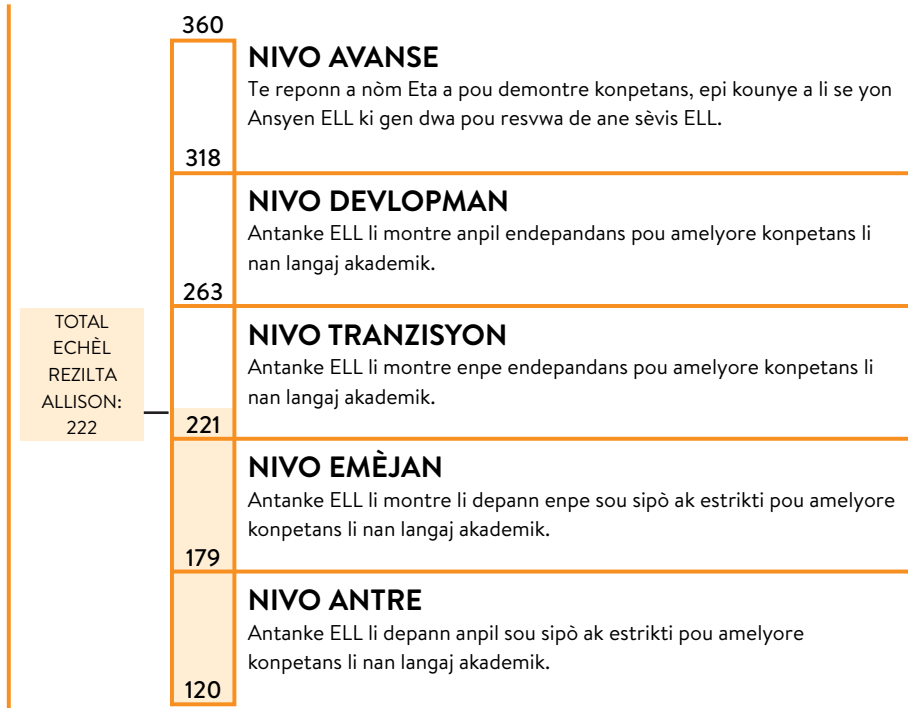 360
NIVO AVANSE
Te reponn a nòm Eta a pou demontre konpetans, epi kounye a li se yon
Ansyen ELL ki gen dwa pou resvwa de ane sèvis ELL.
318
NIVO DEVLOPMAN
Antanke ELL li montre anpil endepandans pou amelyore konpetans li
nan langaj akademik.
263
TOTAL
ECHÈL
REZILTA
ALLISON:
222
NIVO TRANZISYON
Antanke ELL li montre enpe endepandans pou amelyore konpetans li
nan langaj akademik.
221
NIVO EMÈJAN
Antanke ELL li montre li depann enpe sou sipò ak estrikti pou amelyore
konpetans li nan langaj akademik.
179
NIVO ANTRE
Antanke ELL li depann anpil sou sipò ak estrikti pou amelyore
konpetans li nan langaj akademik.
120